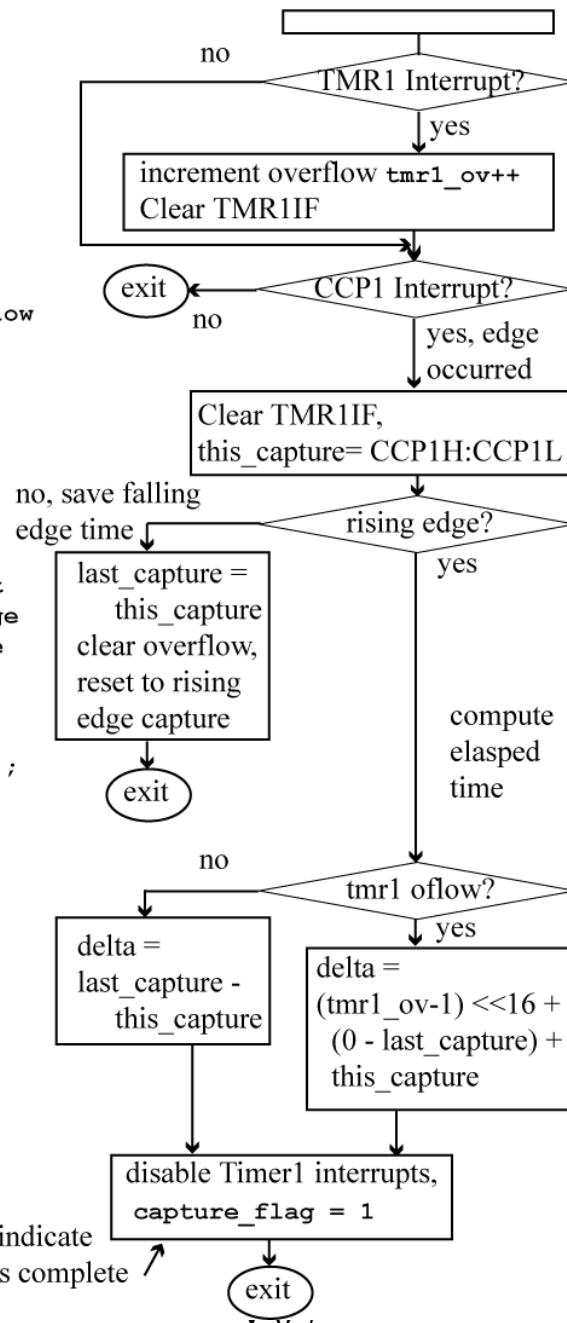 no
TMR1 Interrupt?
yes
increment overflow tmr1_ov++
Clear TMR1IF
exit
CCP1 Interrupt?
no
yes, edge
occurred
Clear TMR1IF,
this_capture= CCP1H:CCP1L
no, save falling
edge time
rising edge?
yes
last_capture =
this_capture
clear overflow,
reset to rising
edge capture
exit
;
compute
elasped
time
no
tmr1 oflow?
yes
delta =
last_capture -
this_capture
delta =
(tmr1_ov-1) <<16 +
(0 - last_capture) +
this_capture
disable Timer1 interrupts,
capture_flag = 1
indicate
s complete
exit